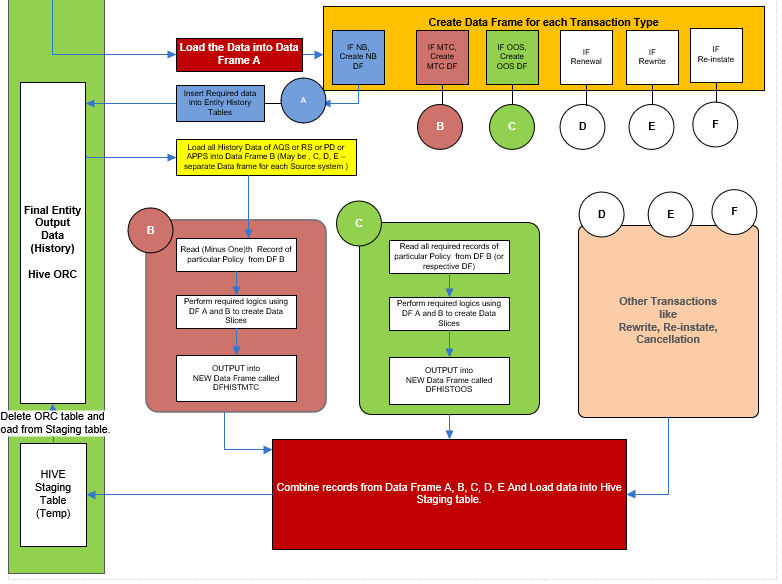 Create Data Frame for each Transaction Type
Load the Data into Data
Frame A
IF NB,
Create NB
DF
IF MTC,
Create
MTC DF
IF OOS,
Create
OOS DF
IF
Renewal
IF
Rewrite
IF
Re-instate
Insert Required data
into Entity History
Tables
A
B
C
D
E
F
Load all History Data of AQS or RS or PD or
APPS into Data Frame B (May be , C, D, E –
separate Data frame for each Source system )
Final Entity
Output
Data
(History)
Hive ORC
B
Read (Minus One)th Record of
particular Policy from DF B
Perform required logics using
DF A and B to create Data
Slices
OUTPUT into
NEW Data Frame called
DFHISTMTC
C
Read all required records of
particular Policy from DF B (or
respective DF)
Perform required logics using
DF A and B to create Data
Slices
OUTPUT into
NEW Data Frame called
DFHISTOOS
D
E
F
Other Transactions
like
Rewrite, Re-instate,
Cancellation
Delete ORC table and
oad from Staging table.
HIVE
Staging
Table
(Temp)
Combine records from Data Frame A, B, C, D, E And Load data into Hive
Staging table.